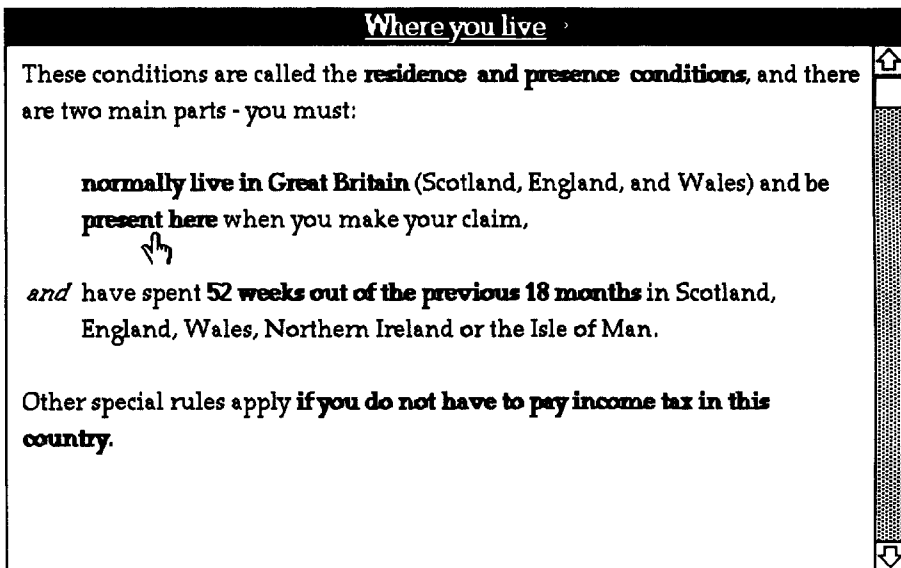 Where you live
These conditions are called the residence and presence conditions, and there
are two main parts - you must:
normally live in Great Britain (Scotland, England, and Wales) and be
present here when you make your claim,
and have spent 52 weeks out of the previous 18 months in Scotland,
England, Wales, Northern Ireland or the Isle of Man.
Other special rules apply if you do not have to pay income tax in this
country.